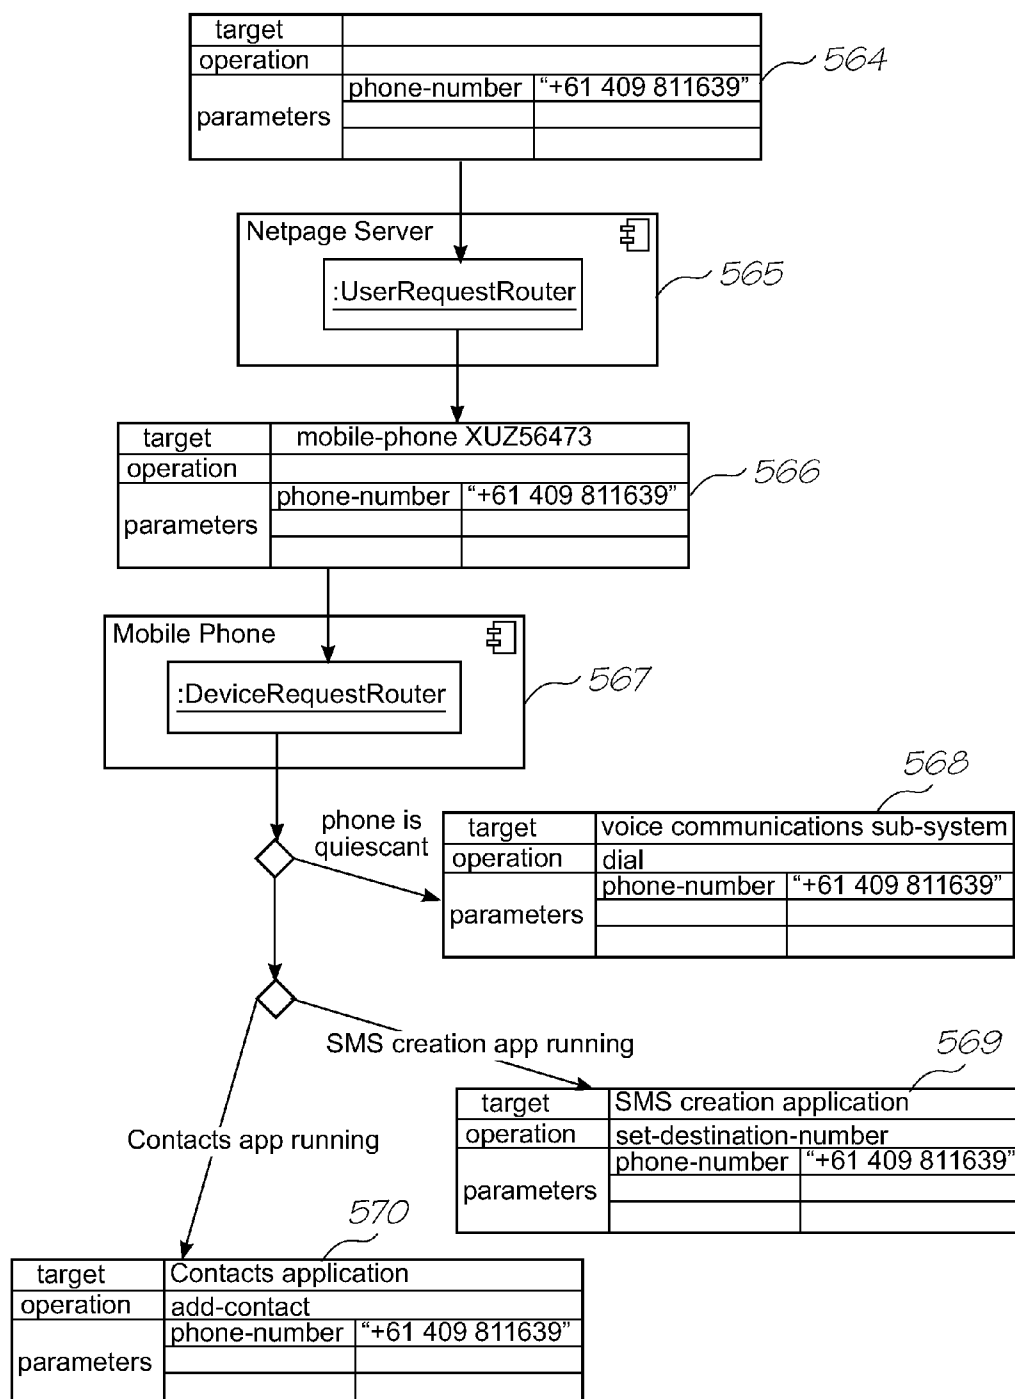 target
operation
parameters phone-number "+61 409 811639"
564
Netpage Server
:UserRequestRouter
565
target mobile-phone XUZ56473
operation
parameters phone-number "+61 409 811639"
566
Mobile Phone
:DeviceRequestRouter
567
phone is
quiescant
568
target voice communications sub-system
operation dial
parameters phone-number "+61 409 811639"
SMS creation app running
569
target SMS creation application
operation set-destination-number
parameters phone-number "+61 409 811639"
Contacts app running
570
target Contacts application
operation add-contact
parameters phone-number "+61 409 811639"